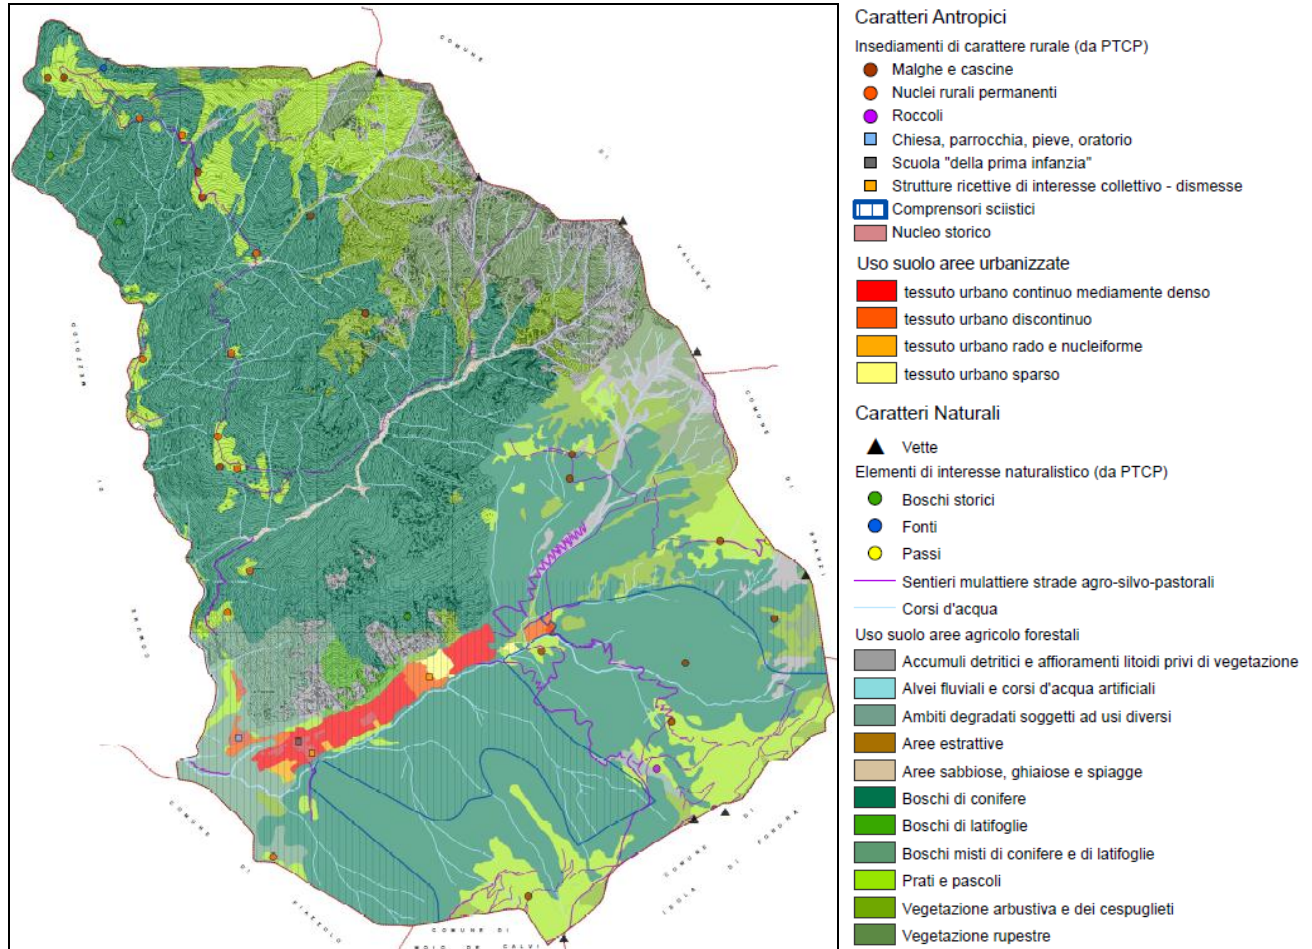 COMUNE
DI
VALLEVE
COMUNE
DI
BRANZI
MEZZOLDO
DI
COMUNE
DI
PIAZZOLO
COMUNE DI
MOIO DE' CALVI
COMUNE
DI
ISOLA DI FONDRA
Caratteri Antropici
Insediamenti di carattere rurale (da PTCP)
Malghe e cascine
Nuclei rurali permanenti
Roccoli
Chiesa, parrocchia, pieve, oratorio
Scuola "della prima infanzia"
Strutture ricettive di interesse collettivo - dismesse
Comprensori sciistici
Nucleo storico
Uso suolo aree urbanizzate
tessuto urbano continuo mediamente denso
tessuto urbano discontinuo
tessuto urbano rado e nucleiforme
tessuto urbano sparso
Caratteri Naturali
Vette
Elementi di interesse naturalistico (da PTCP)
Boschi storici
Fonti
Passi
Sentieri mulattiere strade agro-silvo-pastorali
Corsi d'acqua
Uso suolo aree agricolo forestali
Accumuli detritici e affioramenti litoidi privi di vegetazione
Alvei fluviali e corsi d'acqua artificiali
Ambiti degradati soggetti ad usi diversi
Aree estrattive
Aree sabbiose, ghiaiose e spiagge
Boschi di conifere
Boschi di latifoglie
Boschi misti di conifere e di latifoglie
Prati e pascoli
Vegetazione arbustiva e dei cespuglieti
Vegetazione rupestre